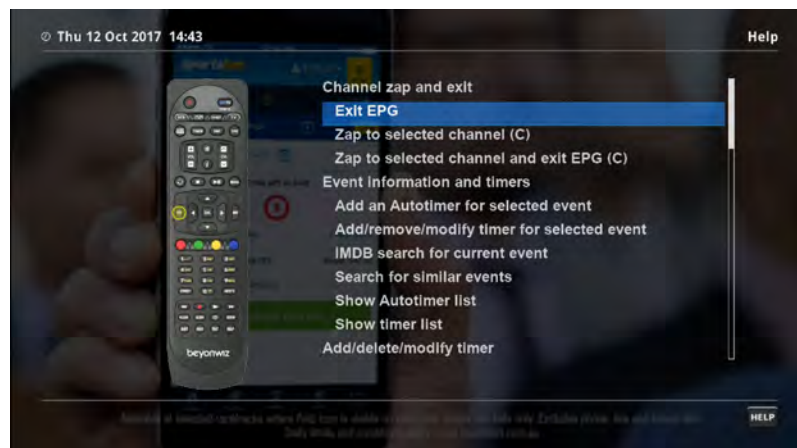 Thu 12 Oct 2017 14:43
Help
Channel zap and exit
Exit EPG
Zap to selected channel (C)
Zap to selected channel and exit EPG (C)
Event information and timers
Add an Autotimer for selected event
Add/remove/modify timer for selected event
IMDB search for current event
Search for similar events
Show Autotimer list
Show timer list
Add/delete/modify timer
beyonwiz
HELP